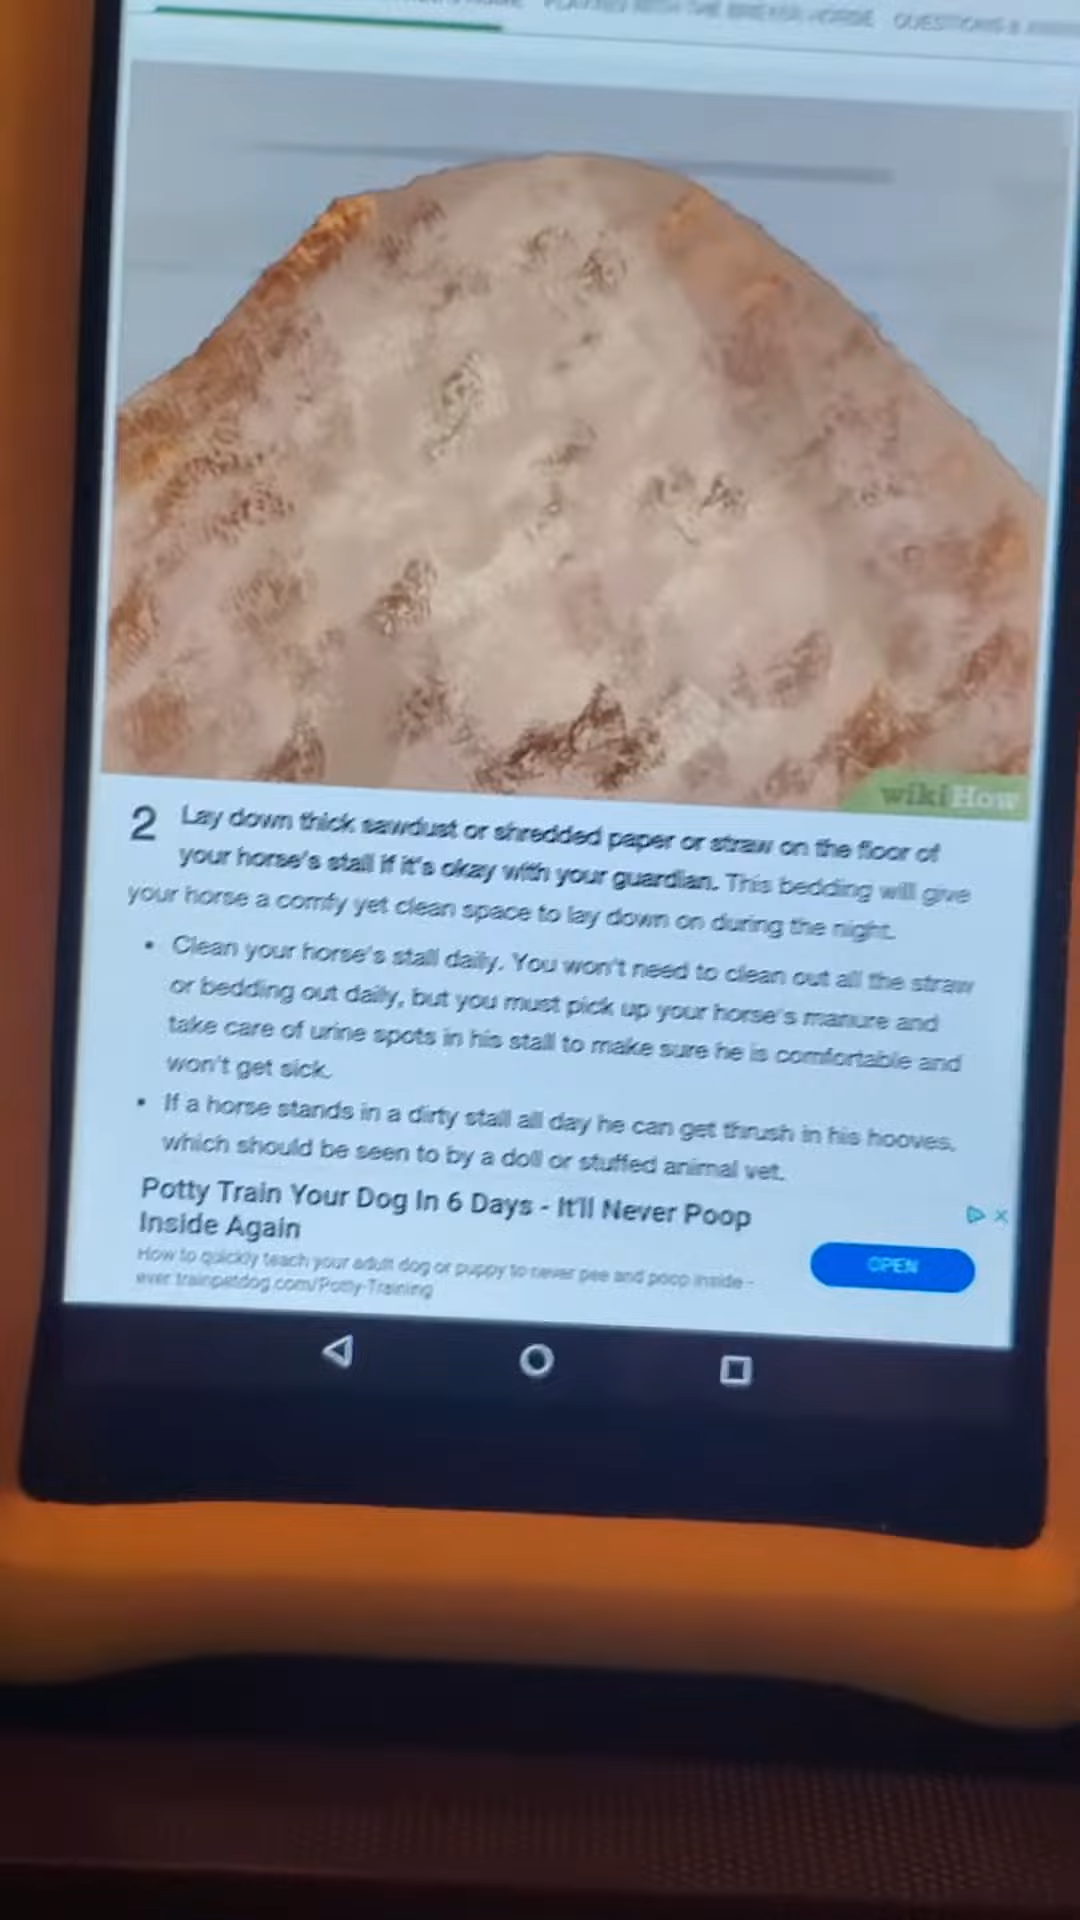 PLAYING WITH THE BREYER HORSE QUESTIONS &
wikiHow
2 Lay down thick sawdust or shredded paper or straw on the floor of
your horse's stall if it's okay with your guardian. This bedding will give
your horse a comfy yet clean space to lay down on during the night.
• Clean your horse's stall daily. You won't need to clean out all the straw
or bedding out daily, but you must pick up your horse's manure and
take care of urine spots in his stall to make sure he is comfortable and
won't get sick.
• If a horse stands in a dirty stall all day he can get thrush in his hooves,
which should be seen to by a doll or stuffed animal vet.
Potty Train Your Dog In 6 Days - It'll Never Poop
Inside Again
How to quickly teach your adult dog or puppy to never pee and poop inside -
ever. trainpetdog.com/Potty-Training
OPEN